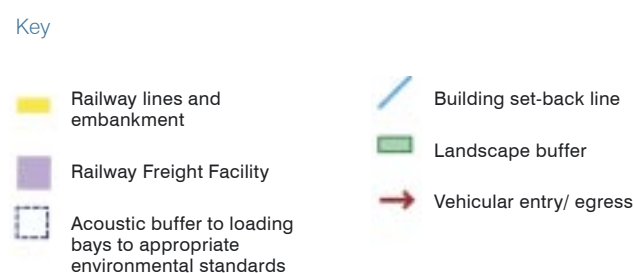 Key
Railway lines and
embankment
Railway Freight Facility
Acoustic buffer to loading
bays to appropriate
environmental standards
Building set-back line
Landscape buffer
Vehicular entry/ egress